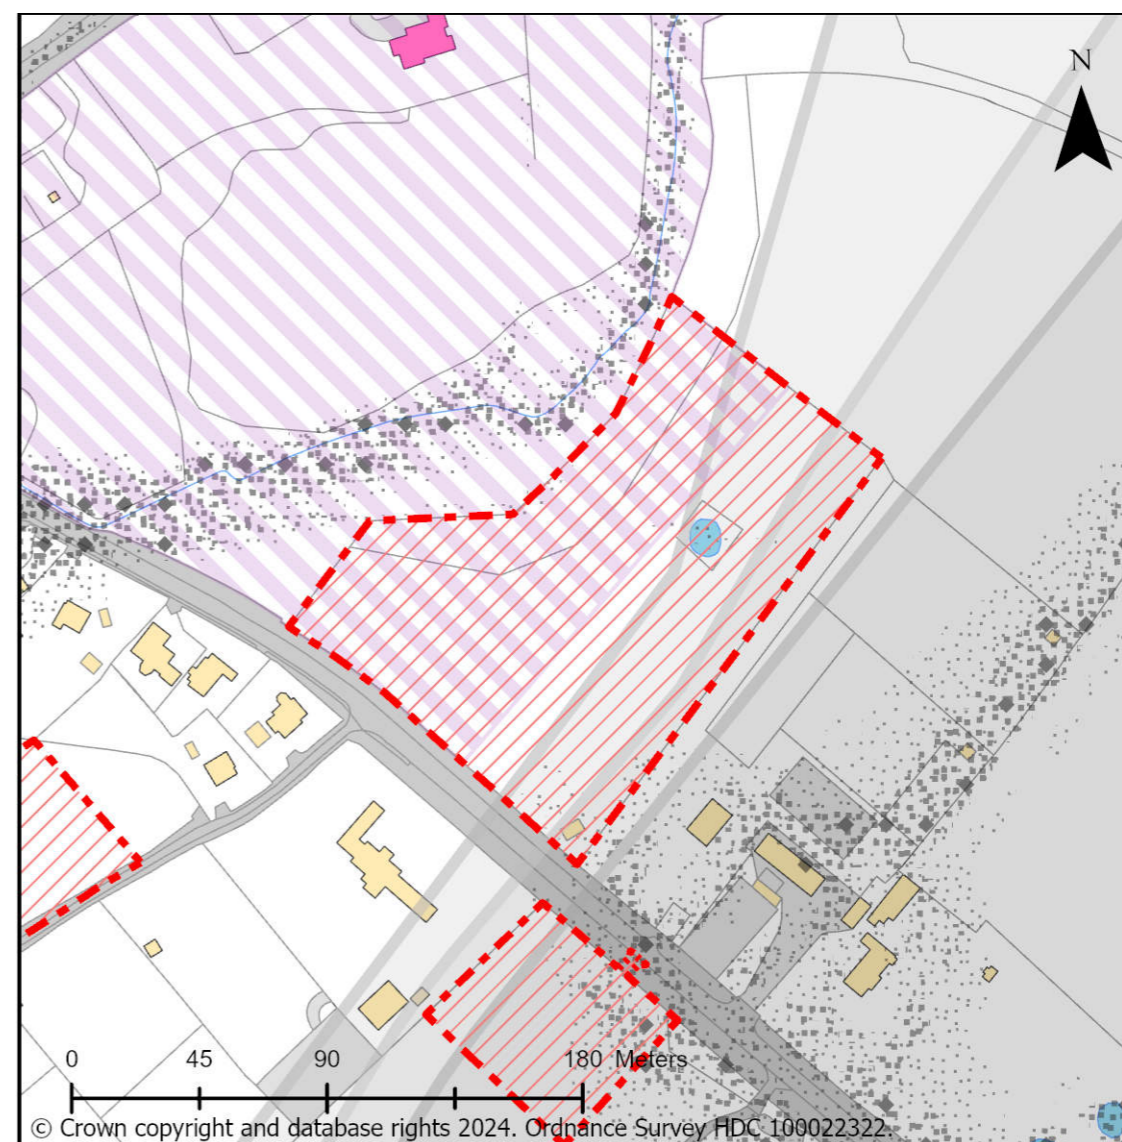 N
0 45 90 180 Meters
© Crown copyright and database rights 2024. Ordnance Survey HDC 100022322.